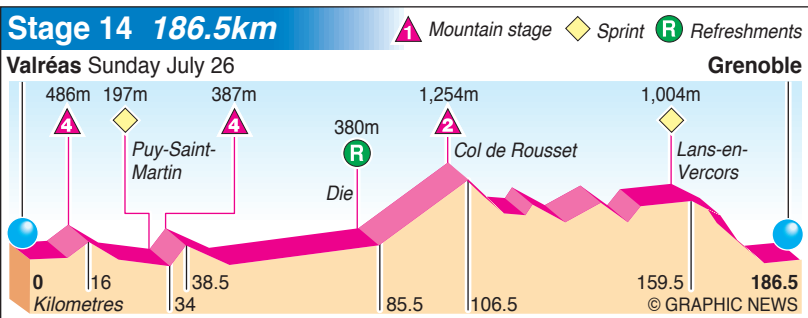 Stage 14 186.5km
1 Mountain stage Sprint R Refreshments
Valréas Sunday July 26 Grenoble
486m 197m 387m 1,254m 1,004m
4 4 2
380m
R
Puy-Saint-
Martin
Col de Rousset
Lans-en-
Vercors
Die
0 16 38.5 159.5 186.5
Kilometres 34 85.5 106.5 © GRAPHIC NEWS